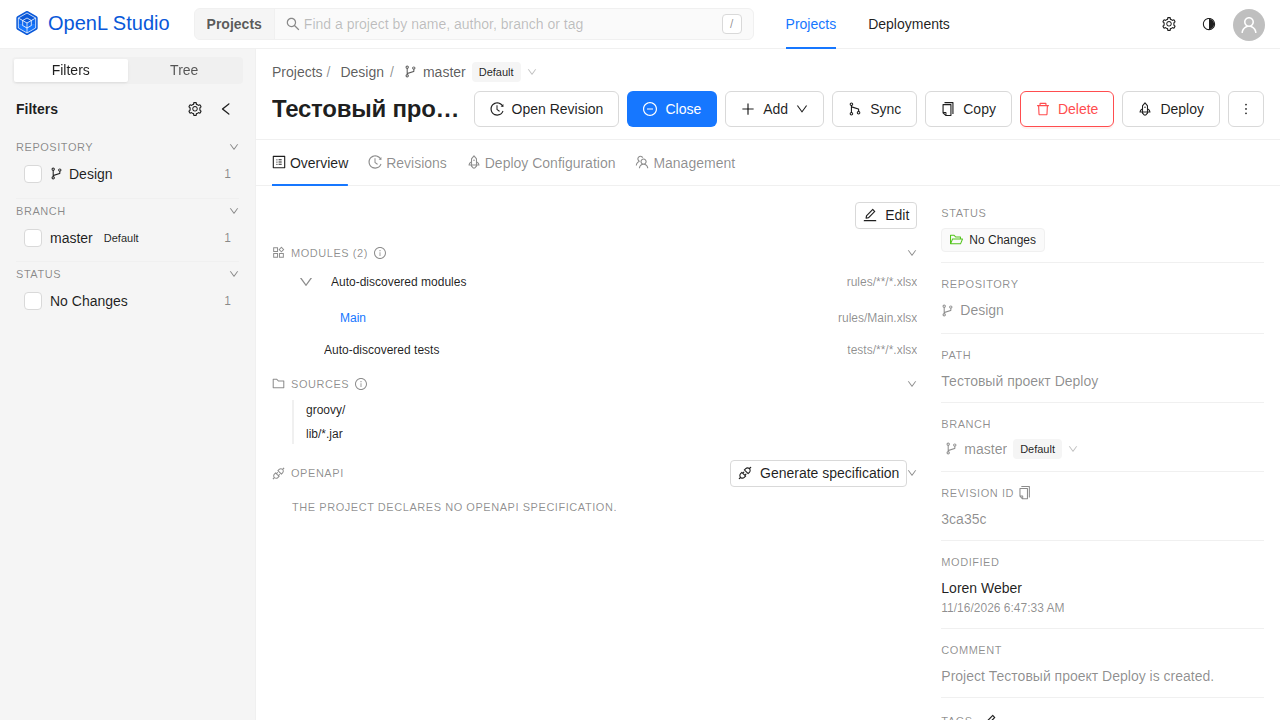 OpenL Studio
Projects
Find a project by name, author, branch or tag
/
Projects
Deployments
Filters
Tree
Filters
REPOSITORY
Design
1
BRANCH
master Default
1
STATUS
No Changes
1
Projects / Design / master Default
Тестовый про...
Open Revision
Close
Add
Sync
Copy
Delete
Deploy
Overview
Revisions
Deploy Configuration
Management
Edit
MODULES (2)
Auto-discovered modules
rules/**/*.xlsx
Main
rules/Main.xlsx
Auto-discovered tests
tests/**/*.xlsx
SOURCES
groovy/
lib/*.jar
OPENAPI
Generate specification
THE PROJECT DECLARES NO OPENAPI SPECIFICATION.
STATUS
No Changes
REPOSITORY
Design
PATH
Тестовый проект Deploy
BRANCH
master Default
REVISION ID
3ca35c
MODIFIED
Loren Weber
11/16/2026 6:47:33 AM
COMMENT
Project Тестовый проект Deploy is created.
TAGS